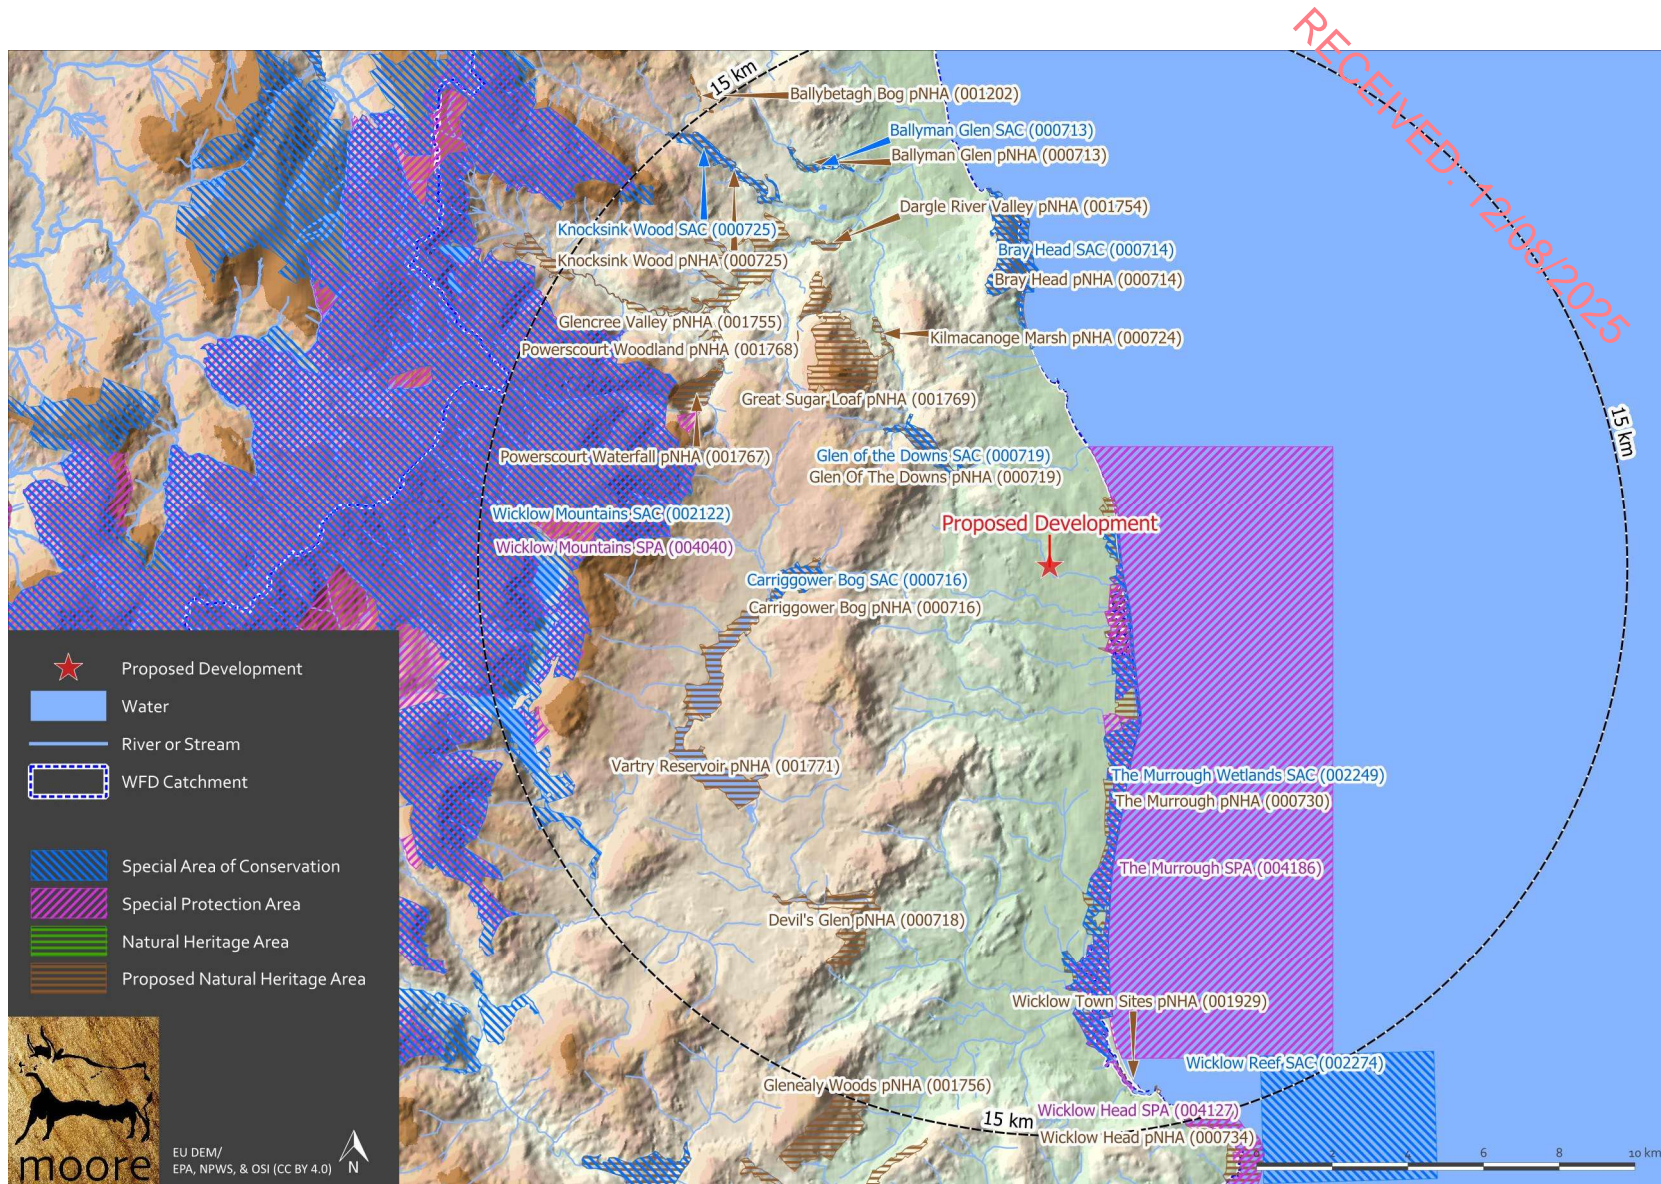 RECEIVED: 12/08/2025
15 km
Ballybetagh Bog pNHA (001202)
Ballyman Glen SAC (000713)
Ballyman Glen pNHA (000713)
Dargle River Valley pNHA (001754)
Knocksink Wood SAC (000725)
Knocksink Wood pNHA (000725)
Bray Head SAC (000714)
Bray Head pNHA (000714)
Glencree Valley pNHA (001755)
Kilmacanoge Marsh pNHA (000724)
Powerscourt Woodland pNHA (001768)
Great Sugar Loaf pNHA (001769)
15 km
Powerscourt Waterfall pNHA (001767)
Glen of the Downs SAC (000719)
Glen Of The Downs pNHA (000719)
Wicklow Mountains SAC (002122)
Wicklow Mountains SPA (004040)
Proposed Development
Carriggower Bog SAC (000716)
Carriggower Bog pNHA (000716)
Vartry Reservoir pNHA (001771)
The Murrough Wetlands SAC (002249)
The Murrough pNHA (000730)
The Murrough SPA (004186)
Devil's Glen pNHA (000718)
Wicklow Town Sites pNHA (001929)
Wicklow Reef SAC (002274)
Glenealy Woods pNHA (001756)
Wicklow Head SPA (004127)
15 km
Wicklow Head pNHA (000734)
0 2 4 6 8 10 km
Proposed Development
Water
River or Stream
WFD Catchment
Special Area of Conservation
Special Protection Area
Natural Heritage Area
Proposed Natural Heritage Area
moore
EU DEM/
EPA, NPWS, & OSI (CC BY 4.0)
N